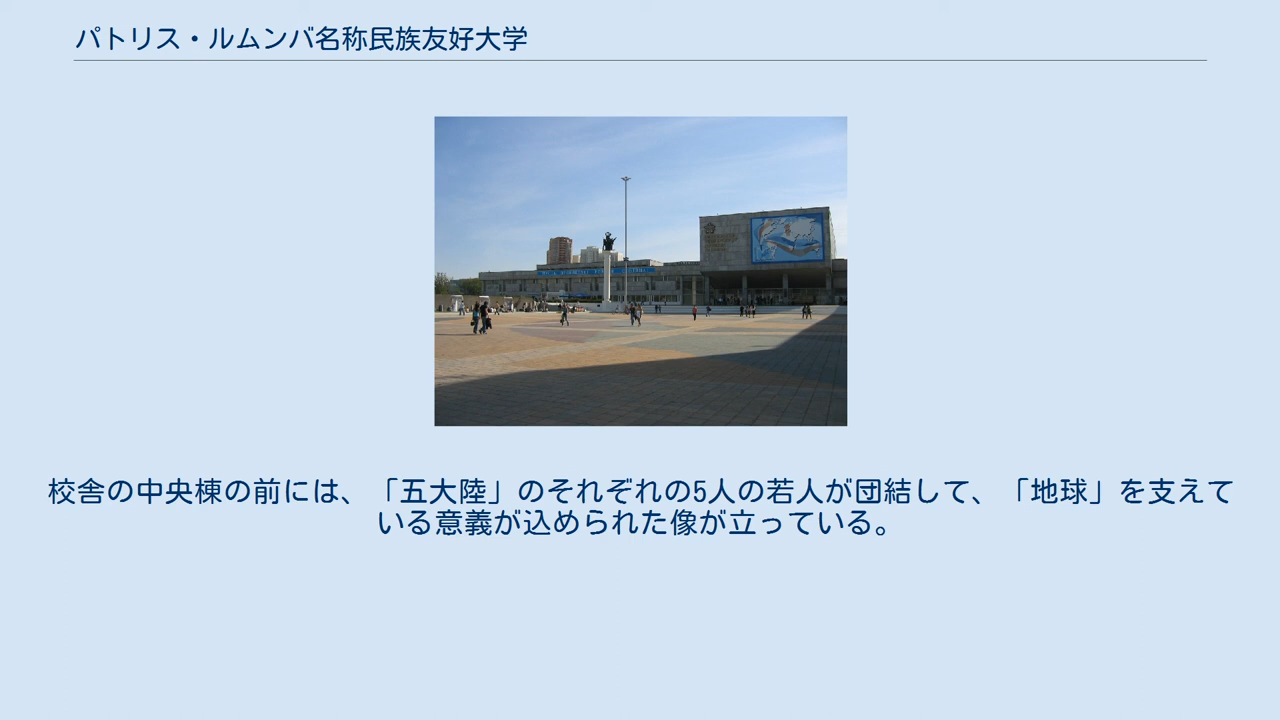 パトリス・ルムンバ名称民族友好大学
校舎の中央棟の前には、「五大陸」のそれぞれの5人の若人が団結して、「地球」を支えて
いる意義が込められた像が立っている。